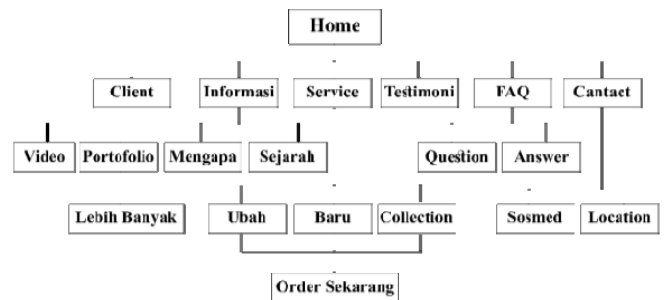 Home
Client
Informasi
Service
Testimoni
FAQ
Cantact
Video
Portofolio
Mengapa
Sejarah
Question
Answer
Lebih Banyak
Ubah
Baru
Collection
Sosmed
Location
Order Sekarang